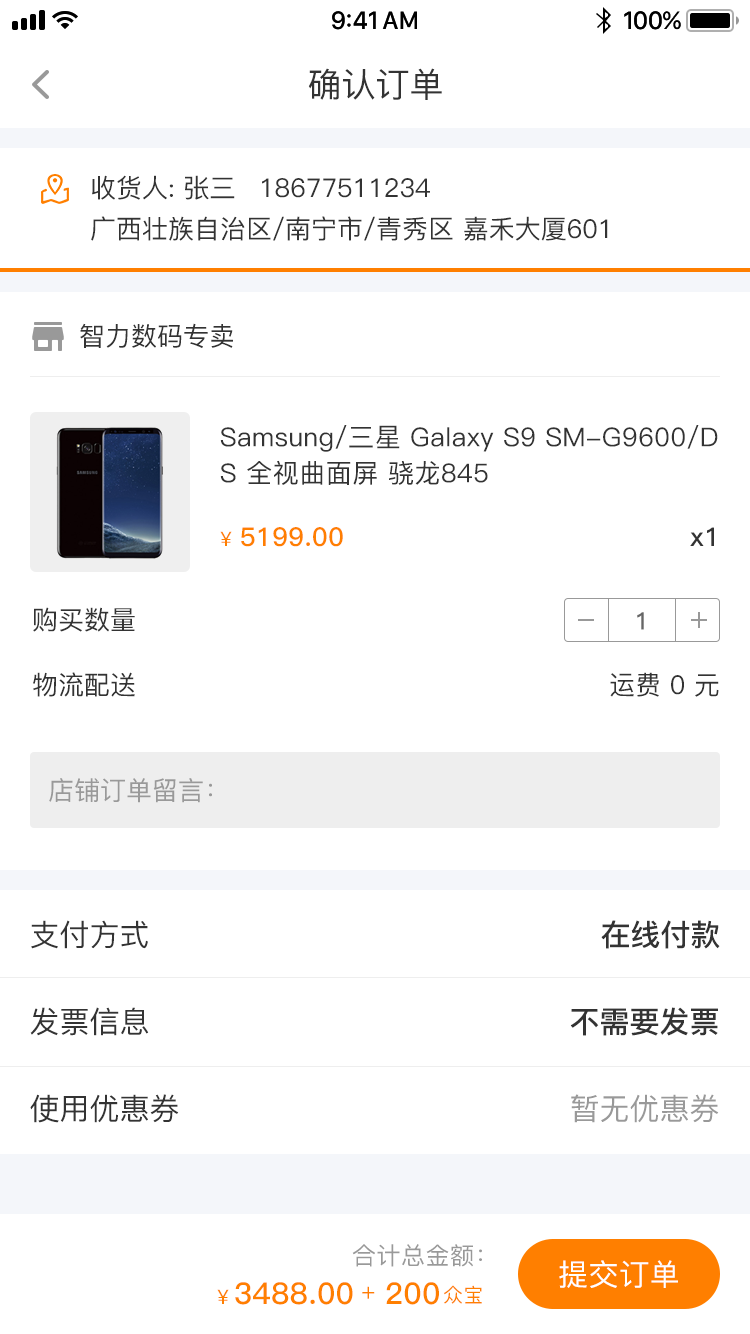 9:41 AM 100%
确认订单
收货人: 张三 18677511234
广西壮族自治区/南宁市/青秀区 嘉禾大厦601
智力数码专卖
SAMSUNG
Samsung/三星 Galaxy S9 SM-G9600/D
S 全视曲面屏 骁龙845
¥ 5199.00 x1
购买数量 1
物流配送 运费 0 元
店铺订单留言:
支付方式 在线付款
发票信息 不需要发票
使用优惠券 暂无优惠券
合计总金额:
¥ 3488.00 + 200众宝
提交订单